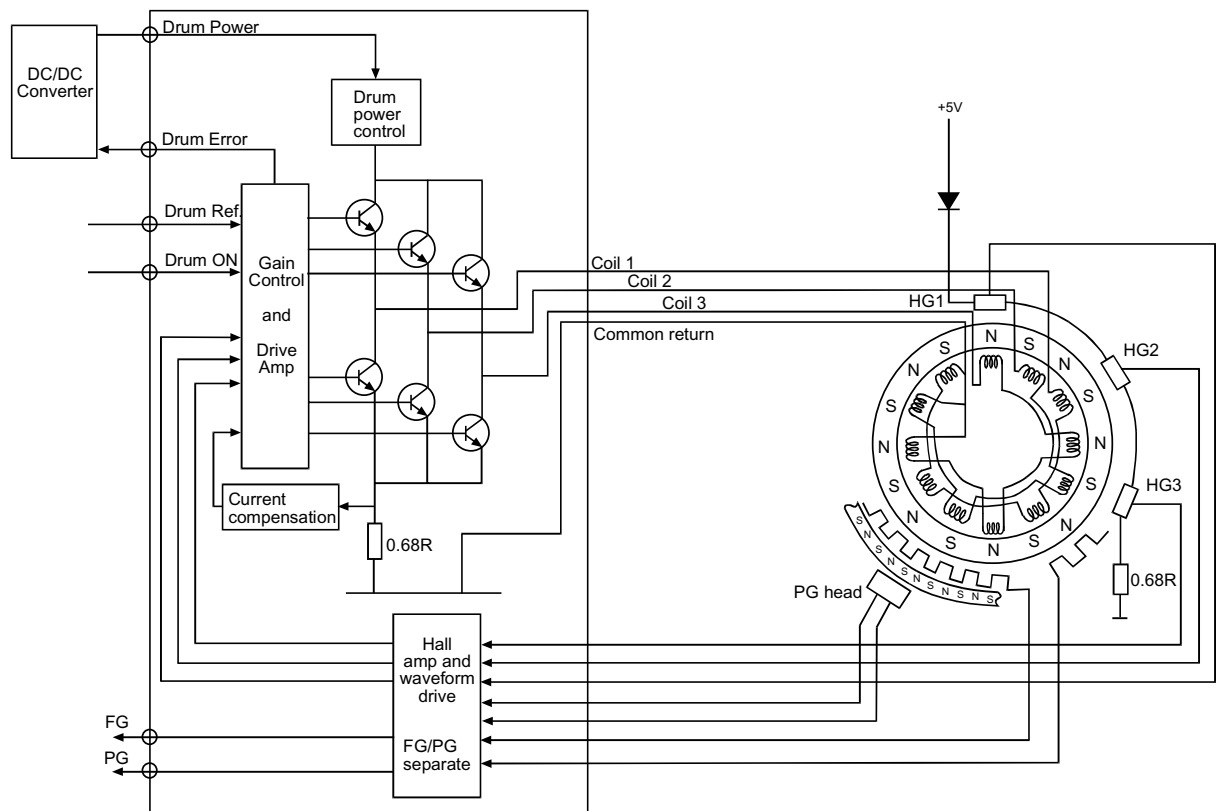 Drum Power
DC/DC
Converter
Drum
power
control
Drum Error
+5V
Drum Ref.
Drum ON
Gain
Control
and
Drive
Amp
Coil 1
Coil 2
Coil 3
Common return
HG1
HG2
HG3
N
S
N
S
N
S
N
S
N
S
N
S
N
S
N
S
Current
compensation
0.68R
0.68R
S
N
S
N
S
N
S
N
S
N
S
N
S
PG head
Hall
amp and
waveform
drive
FG/PG
separate
FG
PG